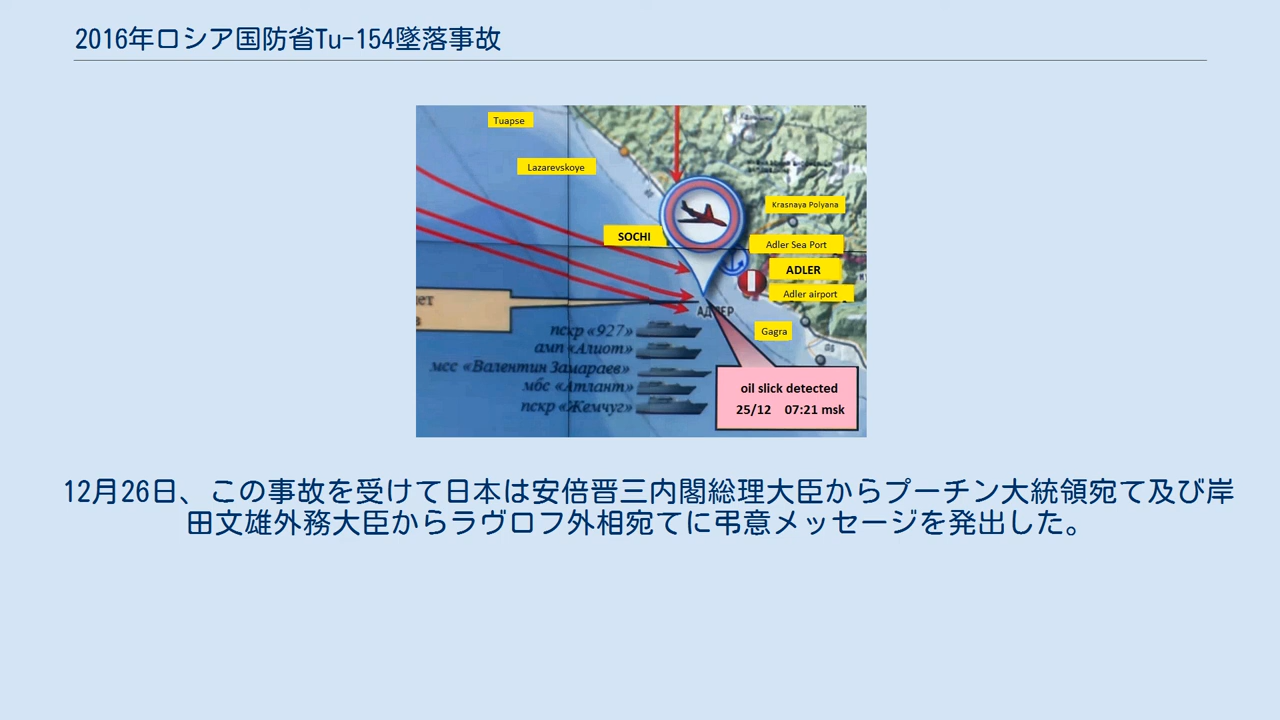 2016年ロシア国防省Tu-154墜落事故
Tuapse
Lazarevskoye
Krasnaya Polyana
SOCHI
Adler Sea Port
ADLER
Adler airport
АДЛЕР
Gagra
пскр «927»
амп «Алиот»
мсс «Валентин Замараев»
мбс «Атлант»
пскр «Жемчуг»
oil slick detected
25/12 07:21 msk
12月26日、この事故を受けて日本は安倍晋三内閣総理大臣からプーチン大統領宛て及び岸
田文雄外務大臣からラヴロフ外相宛てに弔意メッセージを発出した。